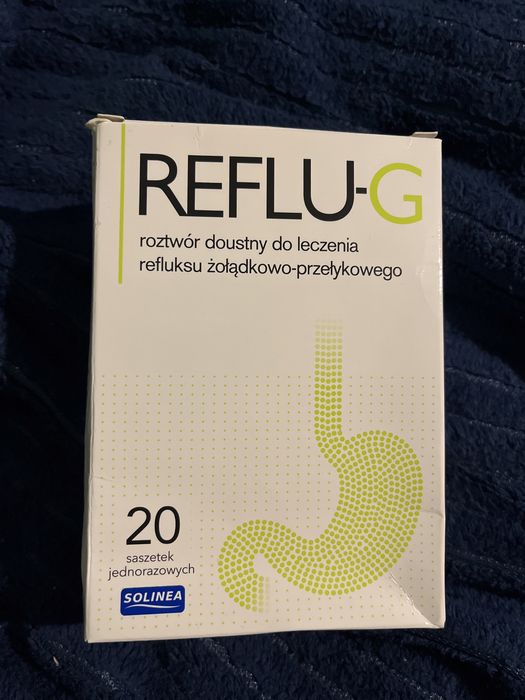 REFLU-G
roztwór doustny do leczenia
refluksu żołądkowo-przełykowego
20
saszetek
jednorazowych
SOLINEA